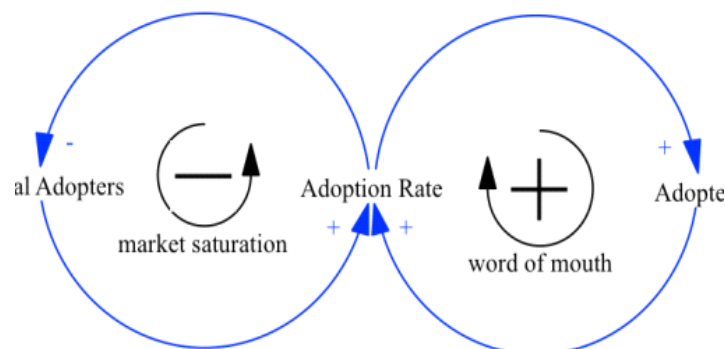 -
+
al Adopters
Adoption Rate
Adopte
+
+
market saturation
word of mouth